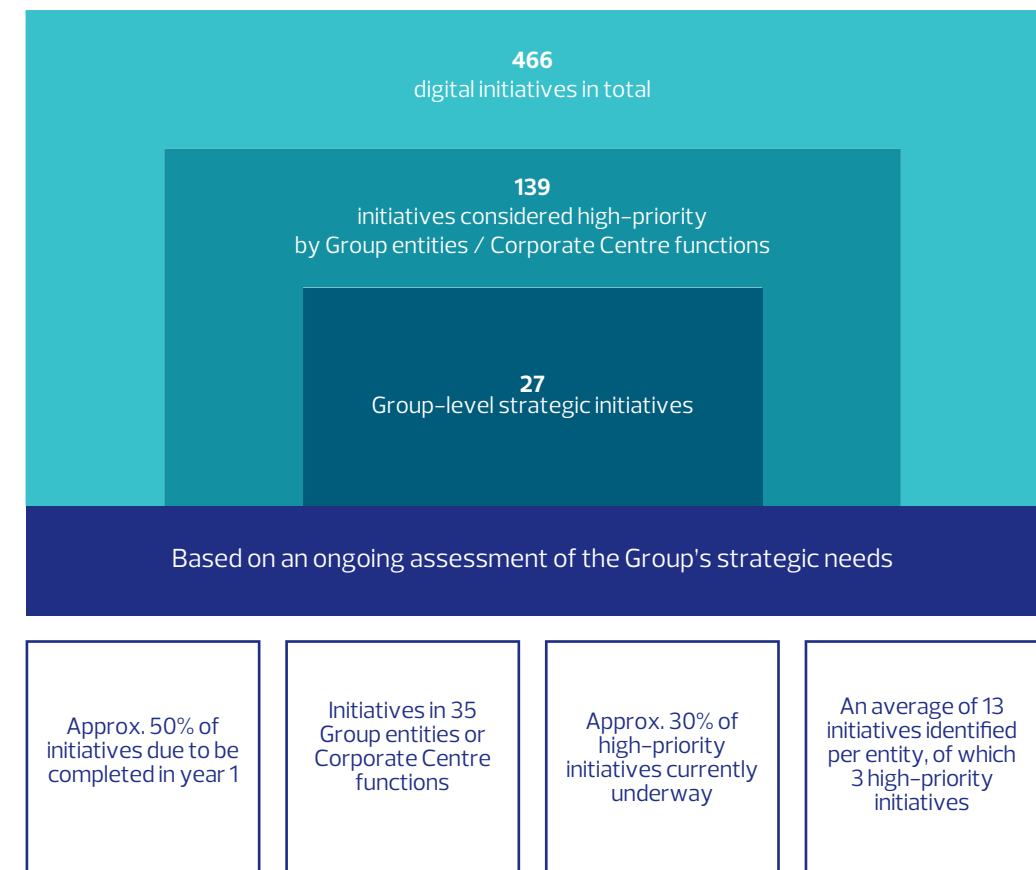 466
digital initiatives in total
139
initiatives considered high-priority
by Group entities / Corporate Centre functions
27
Group-level strategic initiatives
Based on an ongoing assessment of the Group's strategic needs
Approx. 50% of
initiatives due to be
completed in year 1
Initiatives in 35
Group entities or
Corporate Centre
functions
Approx. 30% of
high-priority
initiatives currently
underway
An average of 13
initiatives identified
per entity, of which
3 high-priority
initiatives